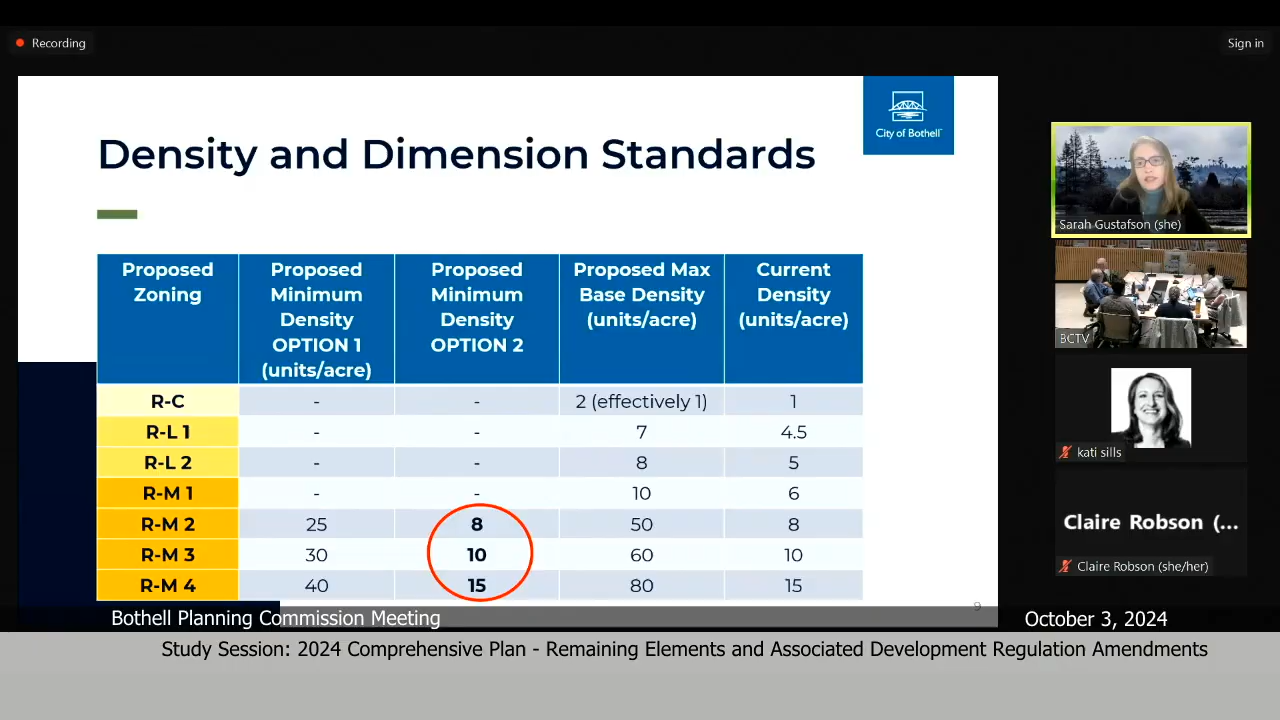 Recording
Sign in
City of Bothell
Density and Dimension Standards
Proposed Zoning | Proposed Minimum Density OPTION 1 (units/acre) | Proposed Minimum Density OPTION 2 | Proposed Max Base Density (units/acre) | Current Density (units/acre)
R-C | - | - | 2 (effectively 1) | 1
R-L 1 | - | - | 7 | 4.5
R-L 2 | - | - | 8 | 5
R-M 1 | - | - | 10 | 6
R-M 2 | 25 | 8 | 50 | 8
R-M 3 | 30 | 10 | 60 | 10
R-M 4 | 40 | 15 | 80 | 15
9
Sarah Gustafson (she)
BCTV
kati sills
Claire Robson (...
Claire Robson (she/her)
Bothell Planning Commission Meeting
October 3, 2024
Study Session: 2024 Comprehensive Plan - Remaining Elements and Associated Development Regulation Amendments